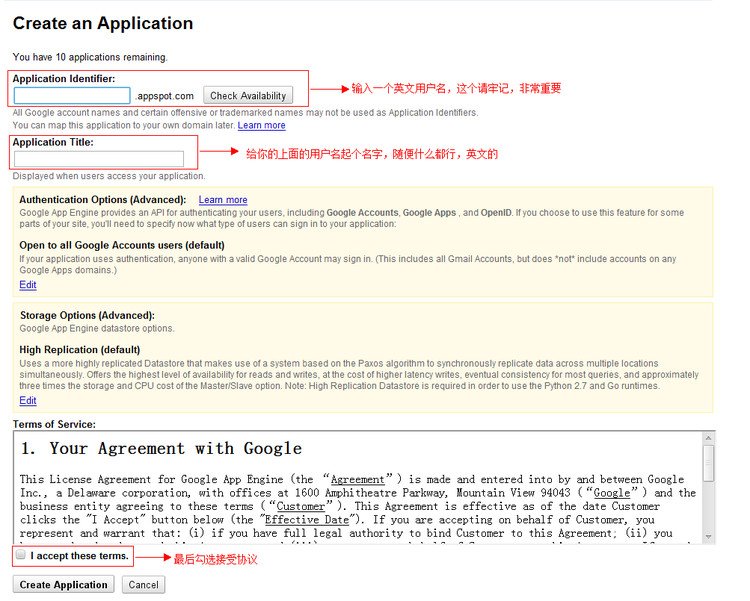 Create an Application
You have 10 applications remaining.
Application Identifier:
.appspot.com Check Availability
输入一个英文用户名，这个请牢记，非常重要
All Google account names and certain offensive or trademarked names may not be used as Application Identifiers.
You can map this application to your own domain later. Learn more
Application Title:
给你的上面的用户名起个名字，随便什么都行，英文的
Displayed when users access your application.
Authentication Options (Advanced): Learn more
Google App Engine provides an API for authenticating your users, including Google Accounts, Google Apps , and OpenID. If you choose to use this feature for some
parts of your site, you'll need to specify now what type of users can sign in to your application:
Open to all Google Accounts users (default)
If your application uses authentication, anyone with a valid Google Account may sign in. (This includes all Gmail Accounts, but does *not* include accounts on any
Google Apps domains.)
Edit
Storage Options (Advanced):
Google App Engine datastore options.
High Replication (default)
Uses a more highly replicated Datastore that makes use of a system based on the Paxos algorithm to synchronously replicate data across multiple locations
simultaneously. Offers the highest level of availability for reads and writes, at the cost of higher latency writes, eventual consistency for most queries, and approximately
three times the storage and CPU cost of the Master/Slave option. Note: High Replication Datastore is required in order to use the Python 2.7 and Go runtimes.
Edit
Terms of Service:
1. Your Agreement with Google
This License Agreement for Google App Engine (the “Agreement”) is made and entered into by and between Google
Inc., a Delaware corporation, with offices at 1600 Amphitheatre Parkway, Mountain View 94043 (“Google”) and the
business entity agreeing to these terms (“Customer”). This Agreement is effective as of the date Customer
clicks the "I Accept" button below (the "Effective Date"). If you are accepting on behalf of Customer, you
represent and warrant that: (i) if you have full legal authority to bind Customer to this Agreement; (ii) you
I accept these terms.
最后勾选接受协议
Create Application Cancel